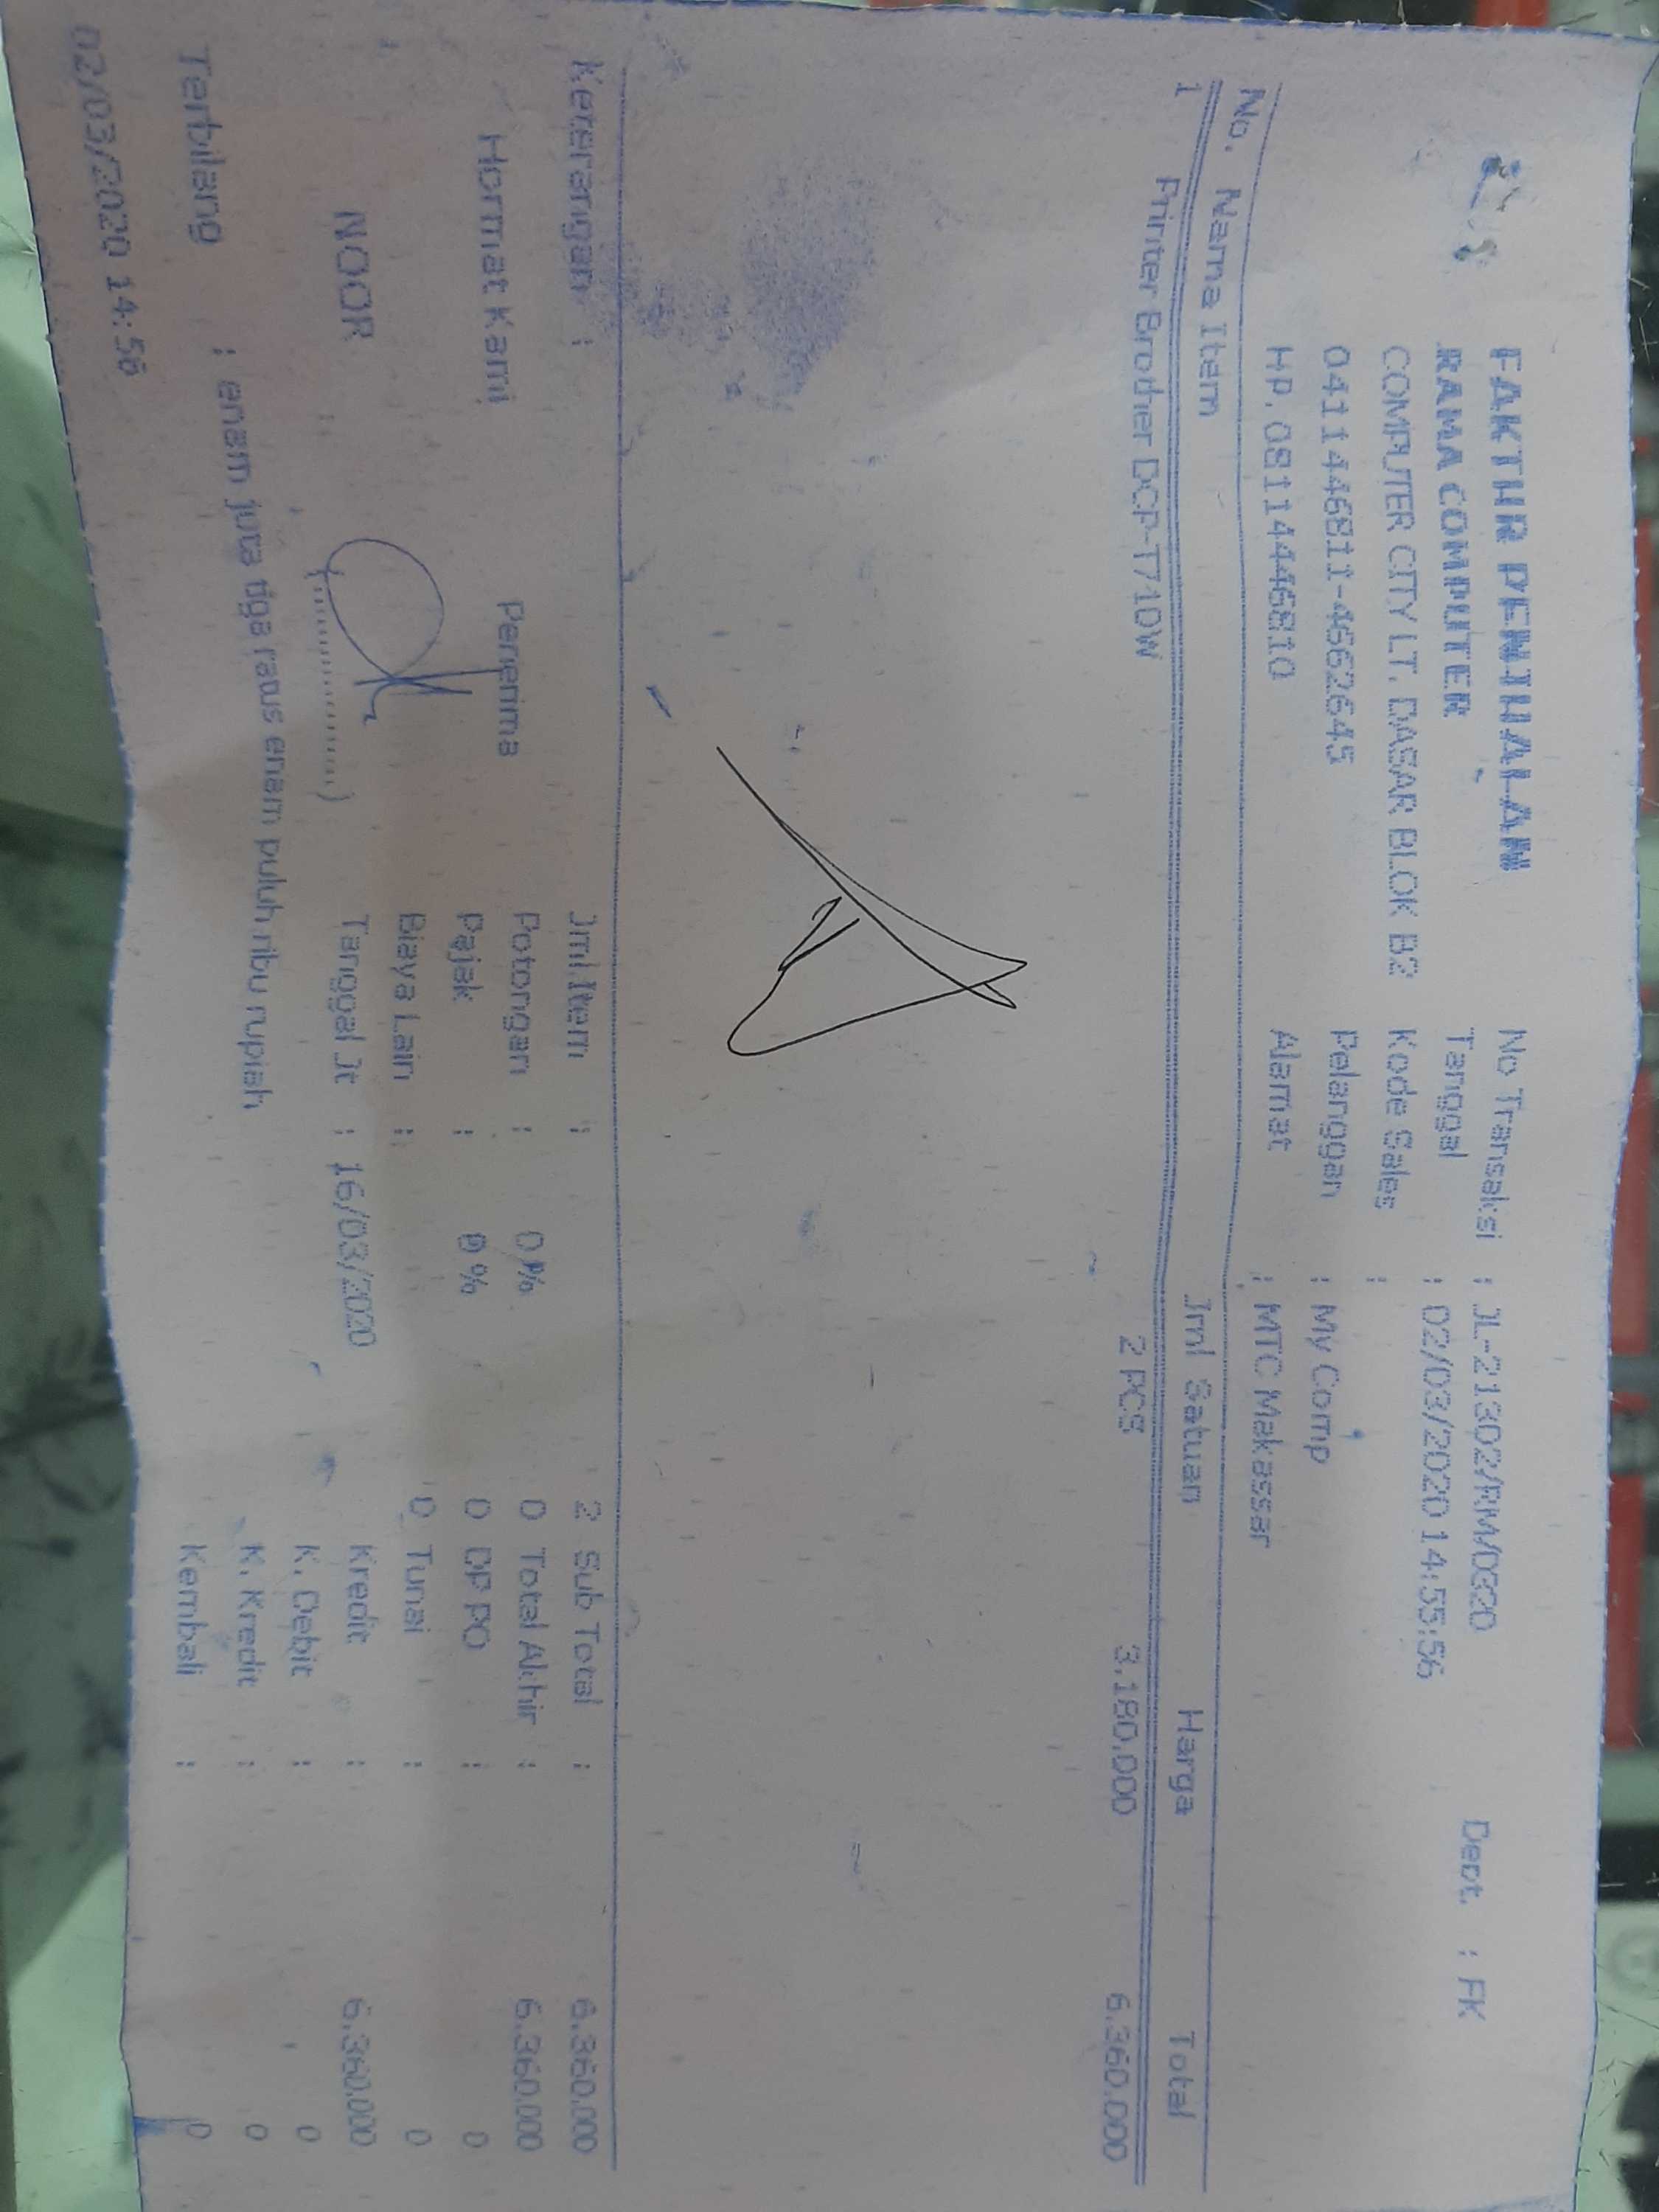 FAKTUR PENJUALAN
RAMA COMPUTER
COMPUTER CITY LT. DASAR BLOK B2
04114446811-4662645
HP. 08114446810
No Transaksi : JL-21302/RM/0320 Dept. : FK
Tanggal : 02/03/2020 14:55:56
Kode Sales :
Pelanggan : My Comp
Alamat : MTC Makassar
No. Nama Item Jml Satuan Harga Total
1 Printer Brother DCP-T710W 2 PCS 3.180.000 6.360.000
Keterangan : Jml Item : 2 Sub Total : 6.360.000
Hormat Kami Penerima Potongan : 0 % 0 Total Akhir : 6.360.000
Pajak : 0 % 0 DP PO : 0
Biaya Lain : 0 Tunai : 0
NOOR (..............) Tanggal Jt : 16/03/2020 Kredit : 6.360.000
K. Debit : 0
K. Kredit : 0
Kembali : 0
Terbilang : enam juta tiga ratus enam puluh ribu rupiah
02/03/2020 14:56